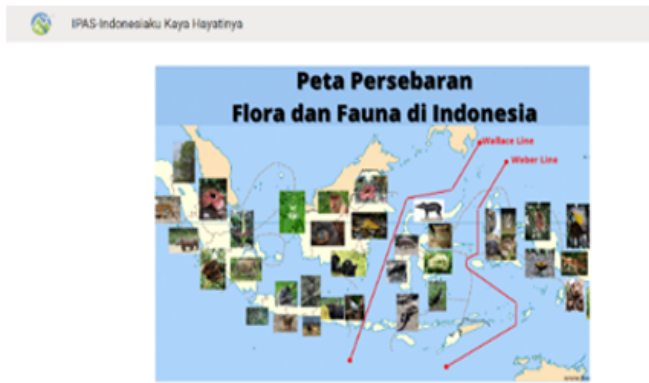 IPAS-Indonesiaku Kaya Hayatinya
Peta Persebaran
Flora dan Fauna di Indonesia
Wallace Line
Weber Line